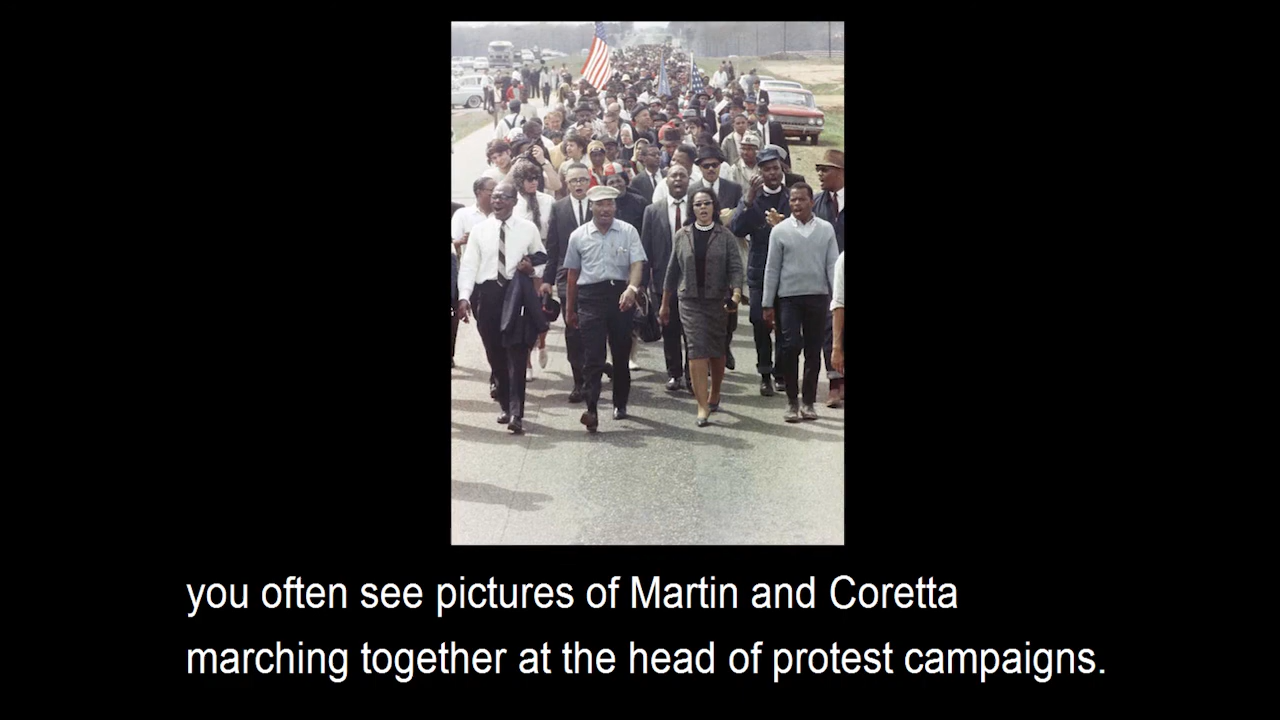 you often see pictures of Martin and Coretta
marching together at the head of protest campaigns.